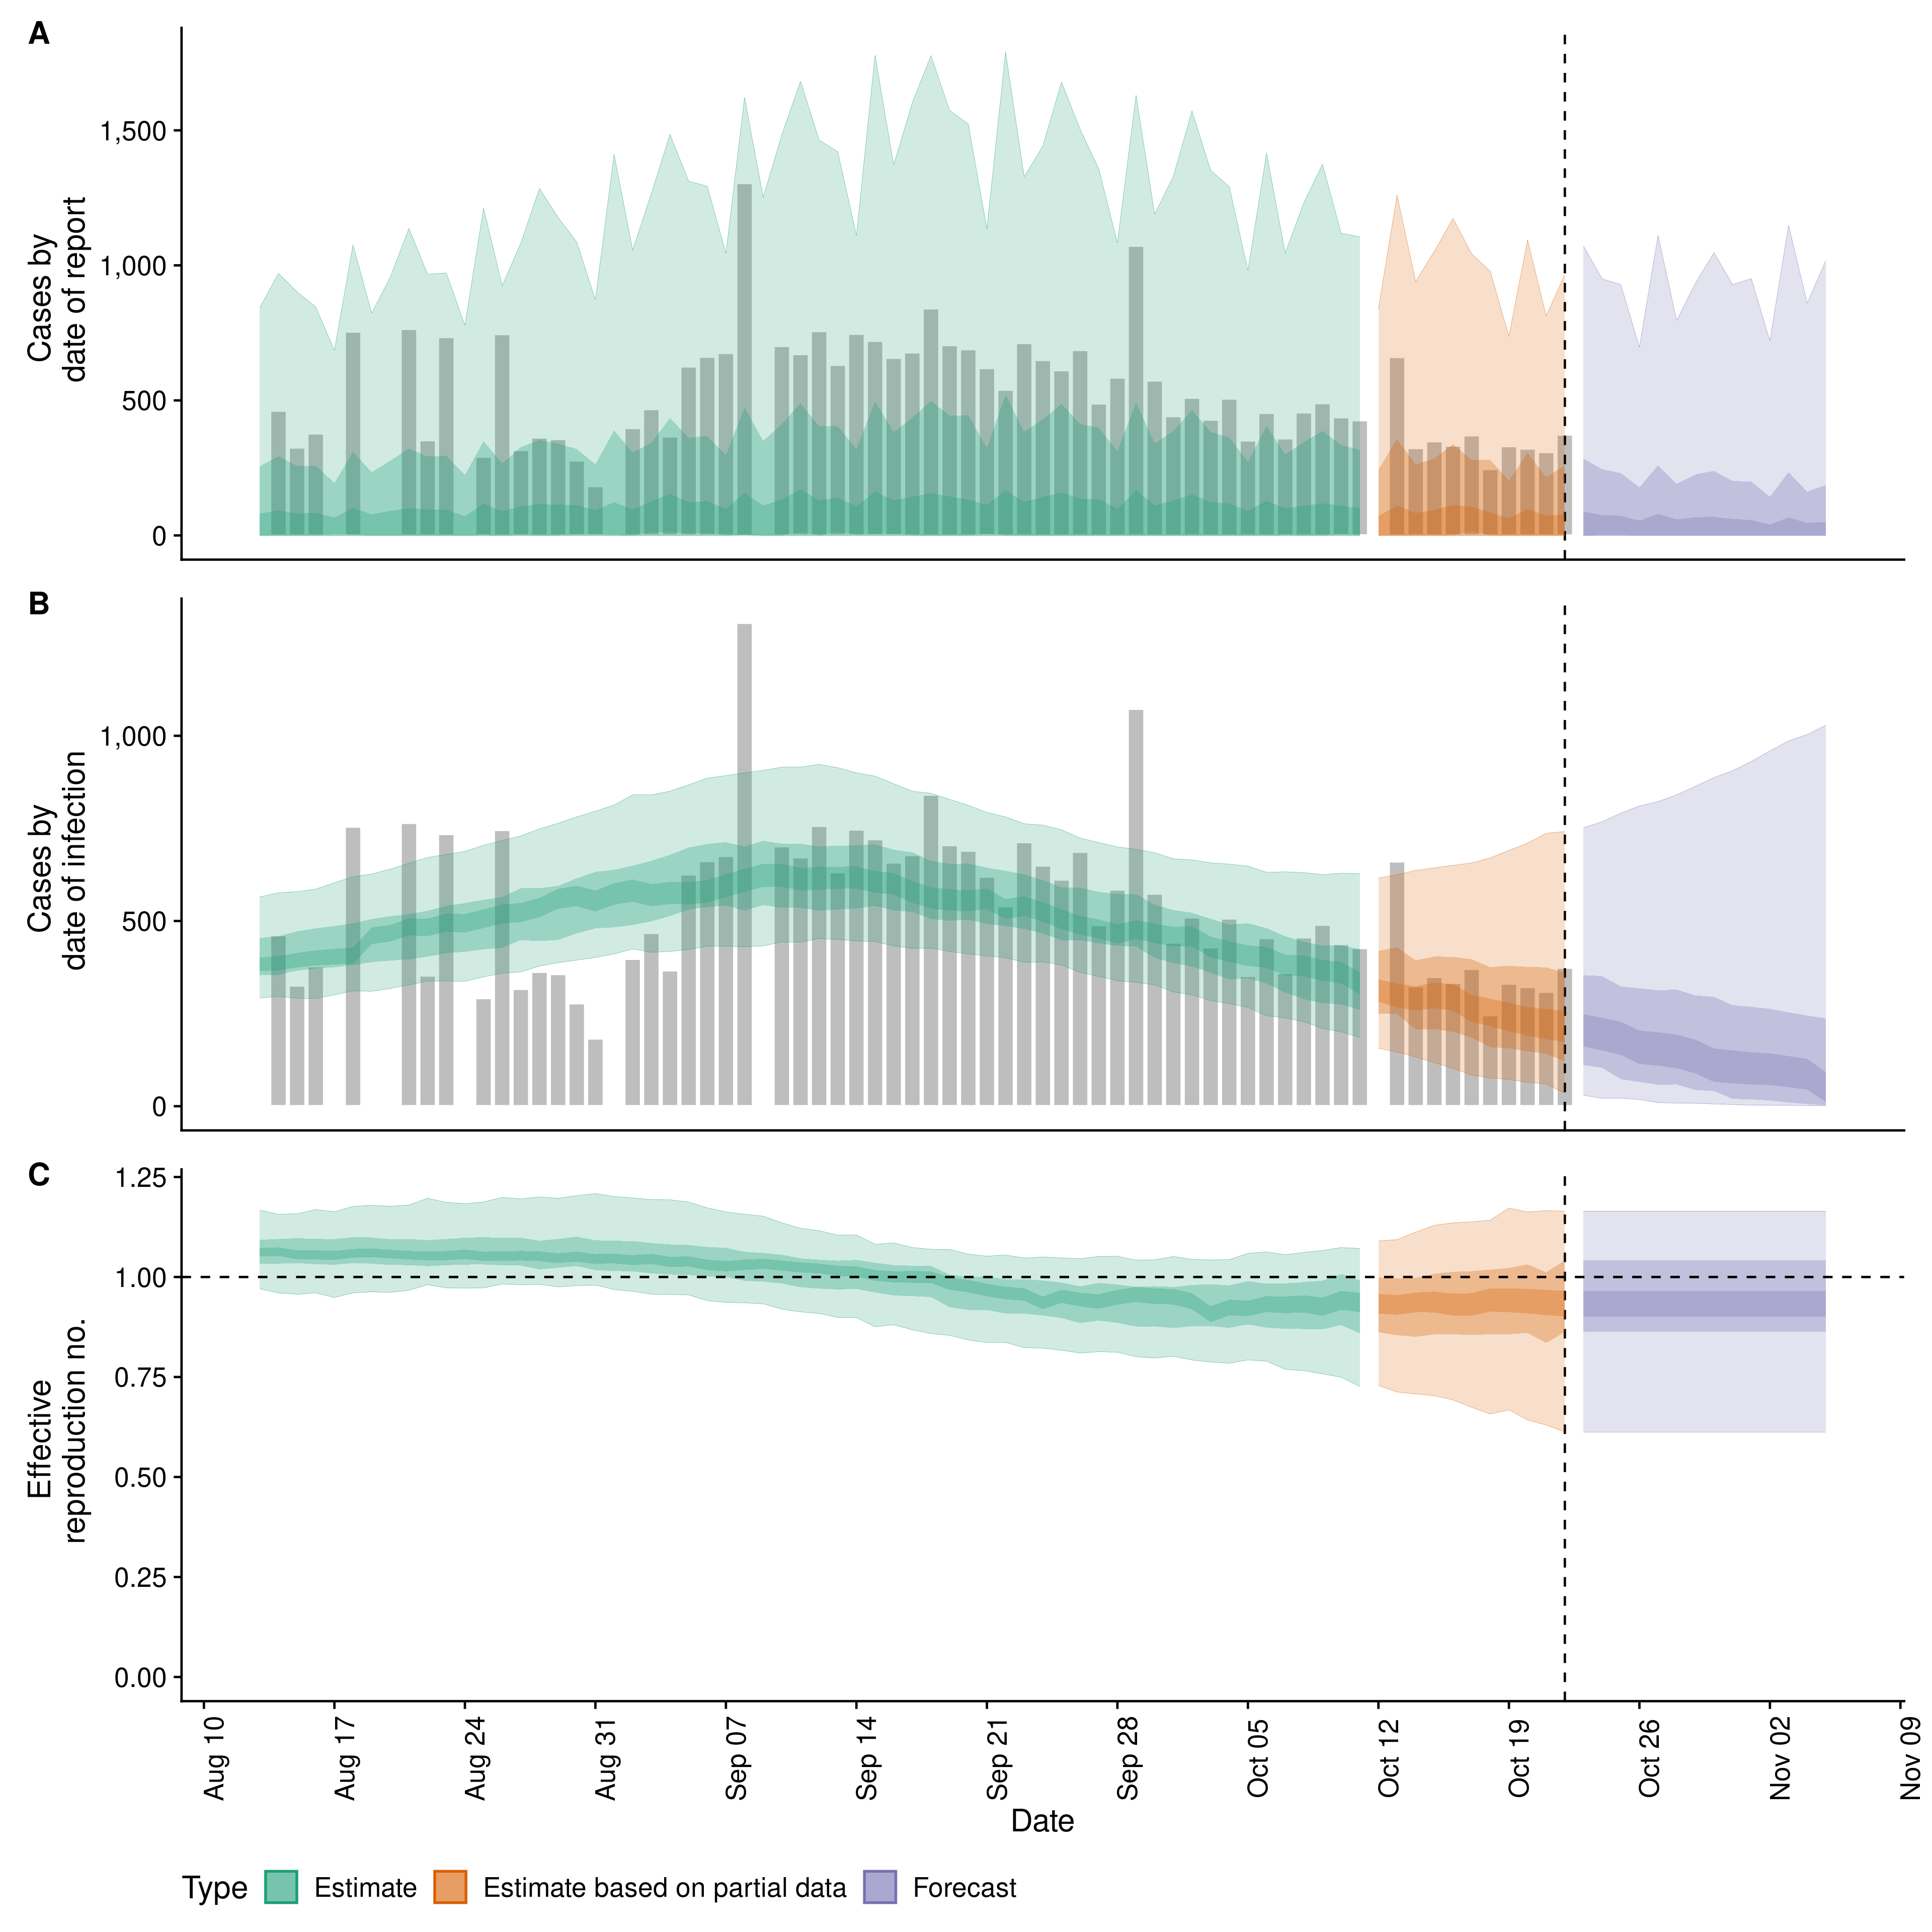 A
Cases by
date of report
1,500
1,000
500
0
B
Cases by
date of infection
1,000
500
0
C
Effective
reproduction no.
1.25
1.00
0.75
0.50
0.25
0.00
Aug 10
Aug 17
Aug 24
Aug 31
Sep 07
Sep 14
Sep 21
Sep 28
Oct 05
Oct 12
Oct 19
Oct 26
Nov 02
Nov 09
Date
Type Estimate Estimate based on partial data Forecast